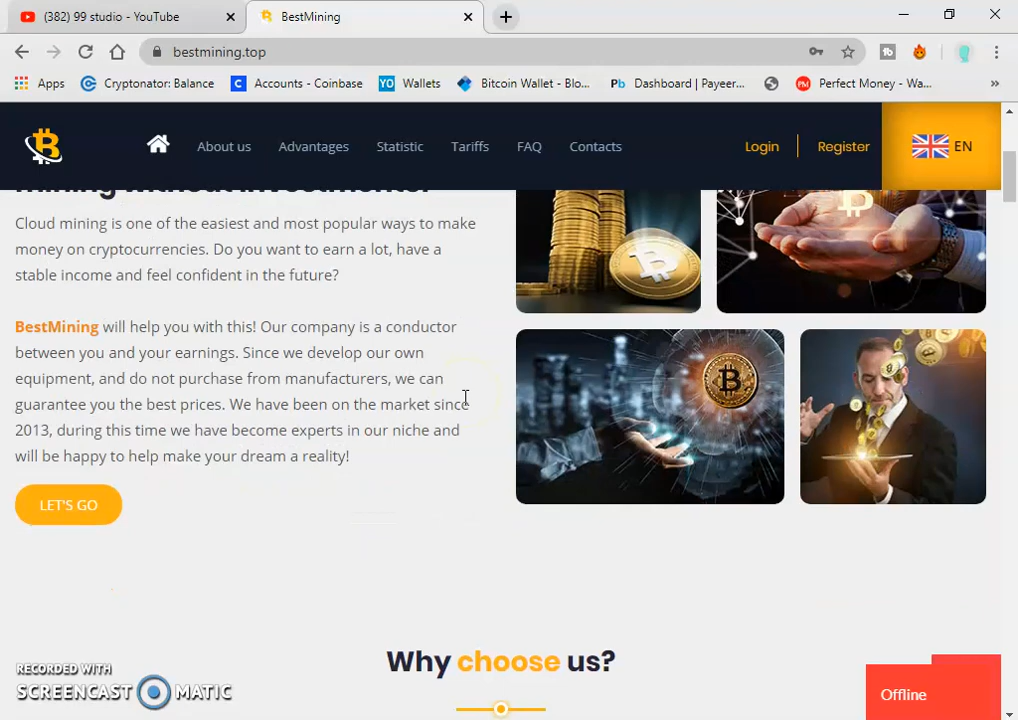 (382) 99 studio - YouTube
BestMining
bestmining.top
Apps
Cryptonator: Balance
Accounts - Coinbase
YO Wallets
Bitcoin Wallet - Blo...
Pb Dashboard | Payeer...
PM Perfect Money - Wa...
About us
Advantages
Statistic
Tariffs
FAQ
Contacts
Login
Register
EN
Cloud mining is one of the easiest and most popular ways to make
money on cryptocurrencies. Do you want to earn a lot, have a
stable income and feel confident in the future?
BestMining will help you with this! Our company is a conductor
between you and your earnings. Since we develop our own
equipment, and do not purchase from manufacturers, we can
guarantee you the best prices. We have been on the market since
2013, during this time we have become experts in our niche and
will be happy to help make your dream a reality!
LET'S GO
Why choose us?
RECORDED WITH
SCREENCAST MATIC
Offline